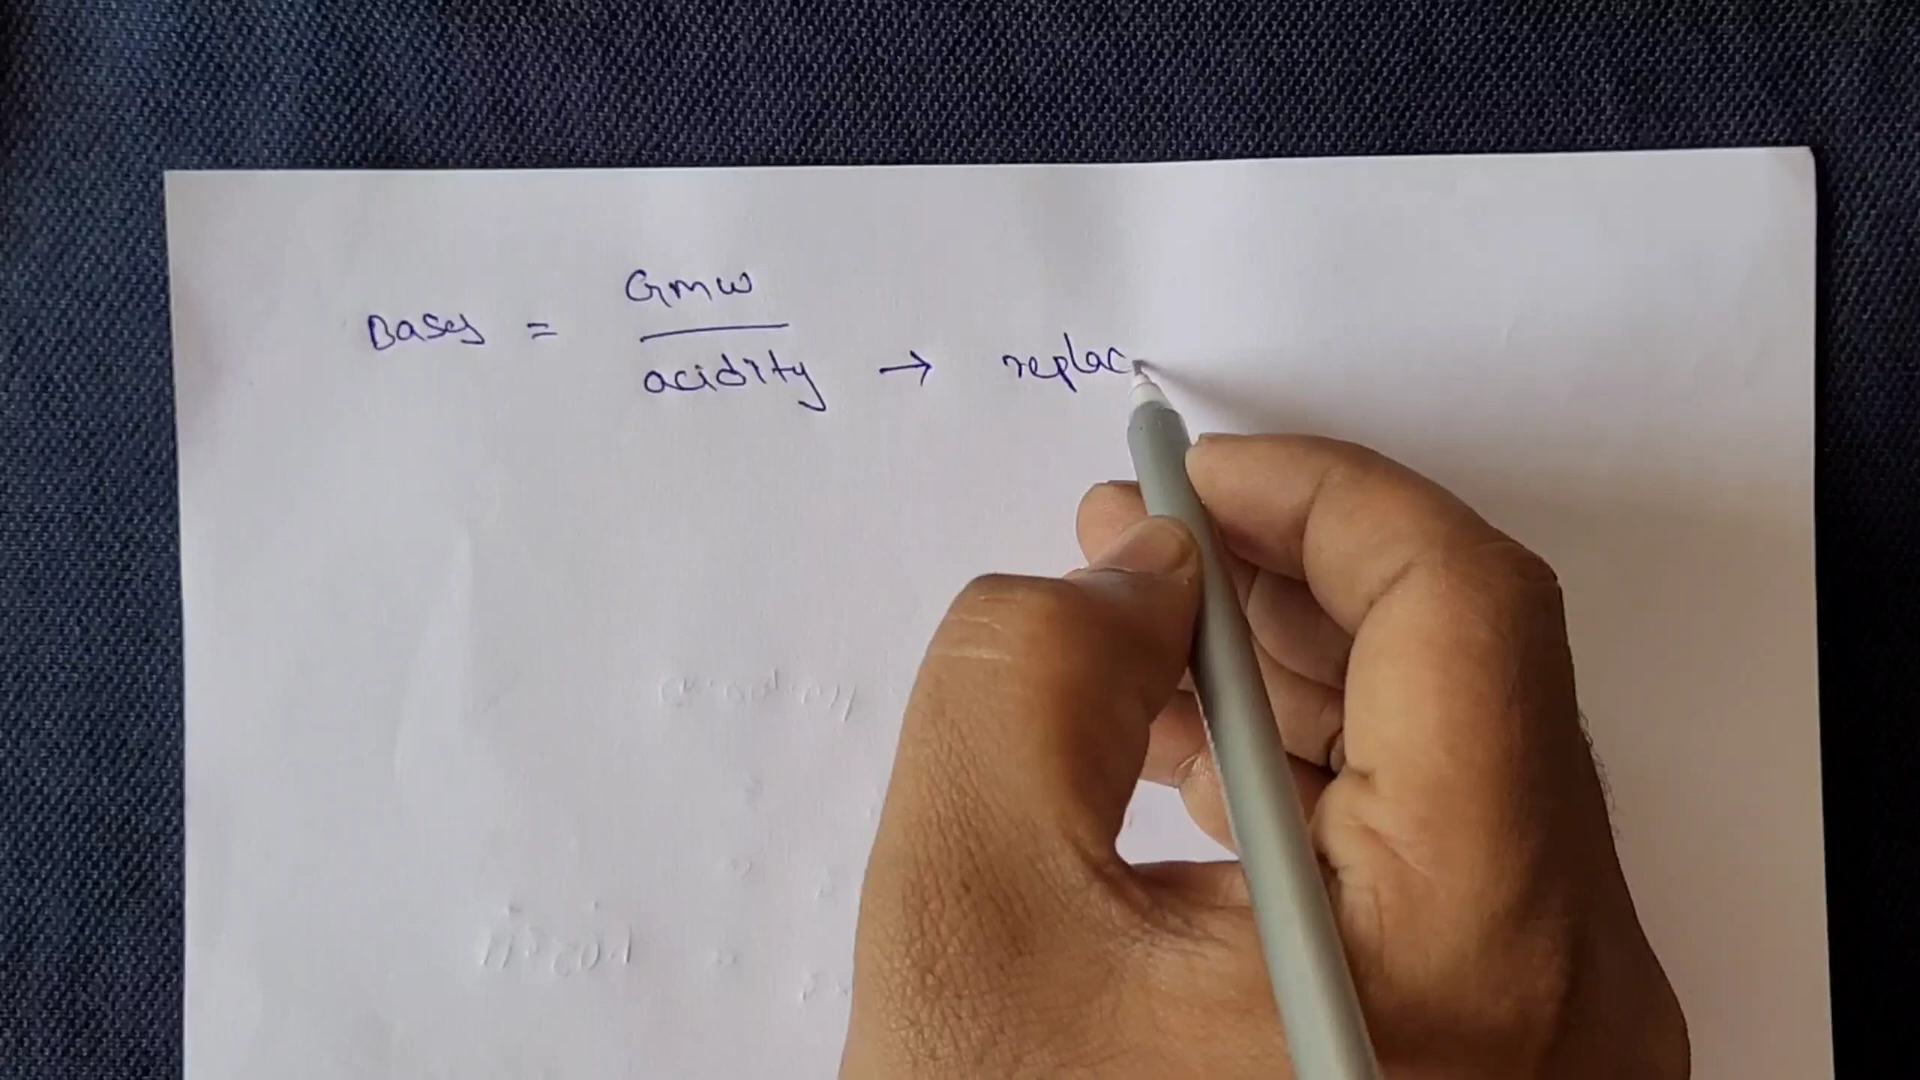 GMW
Bases = 
acidity → replac